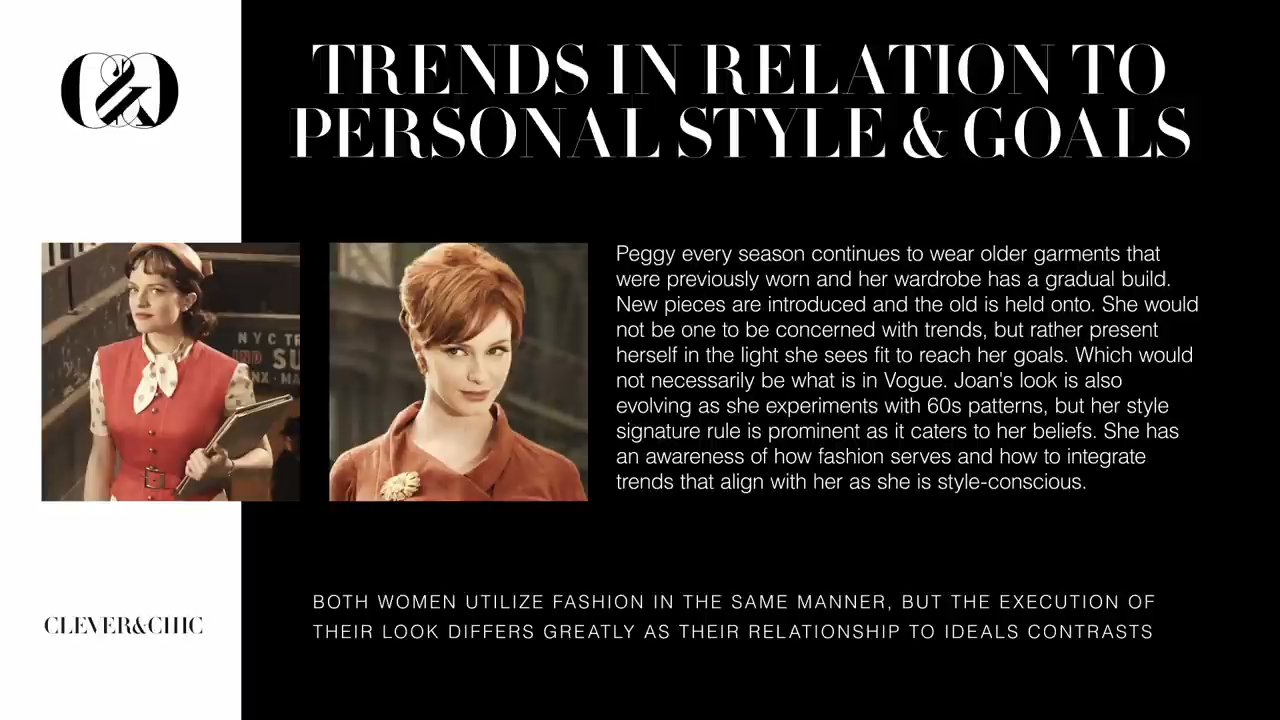 C&C
TRENDS IN RELATION TO
PERSONAL STYLE & GOALS
NYC TR
IND SU
NX - MA
Peggy every season continues to wear older garments that
were previously worn and her wardrobe has a gradual build.
New pieces are introduced and the old is held onto. She would
not be one to be concerned with trends, but rather present
herself in the light she sees fit to reach her goals. Which would
not necessarily be what is in Vogue. Joan's look is also
evolving as she experiments with 60s patterns, but her style
signature rule is prominent as it caters to her beliefs. She has
an awareness of how fashion serves and how to integrate
trends that align with her as she is style-conscious.
BOTH WOMEN UTILIZE FASHION IN THE SAME MANNER, BUT THE EXECUTION OF
THEIR LOOK DIFFERS GREATLY AS THEIR RELATIONSHIP TO IDEALS CONTRASTS
CLEVER&CHIC